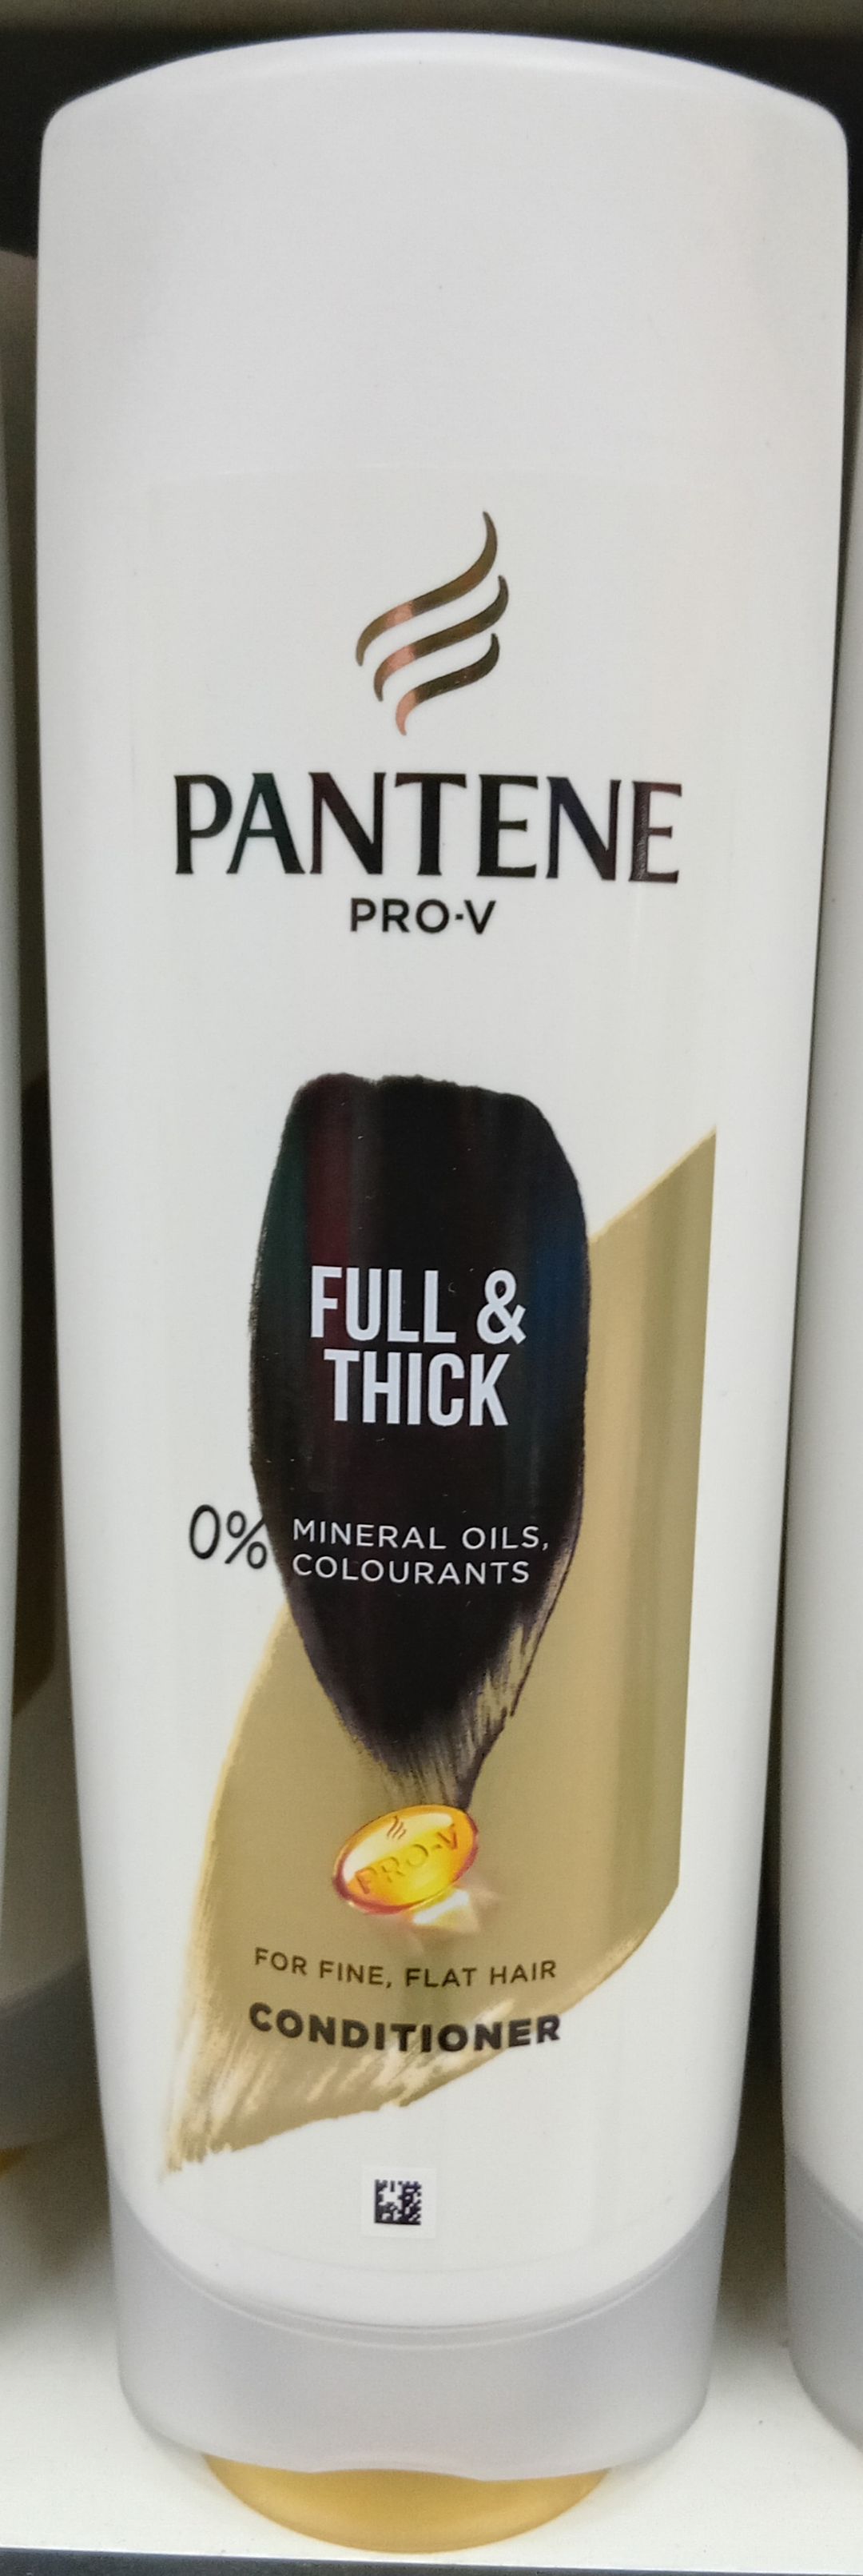 PANTENE
PRO-V
FULL &
THICK
0% MINERAL OILS,
COLOURANTS
PRO-V
FOR FINE, FLAT HAIR
CONDITIONER